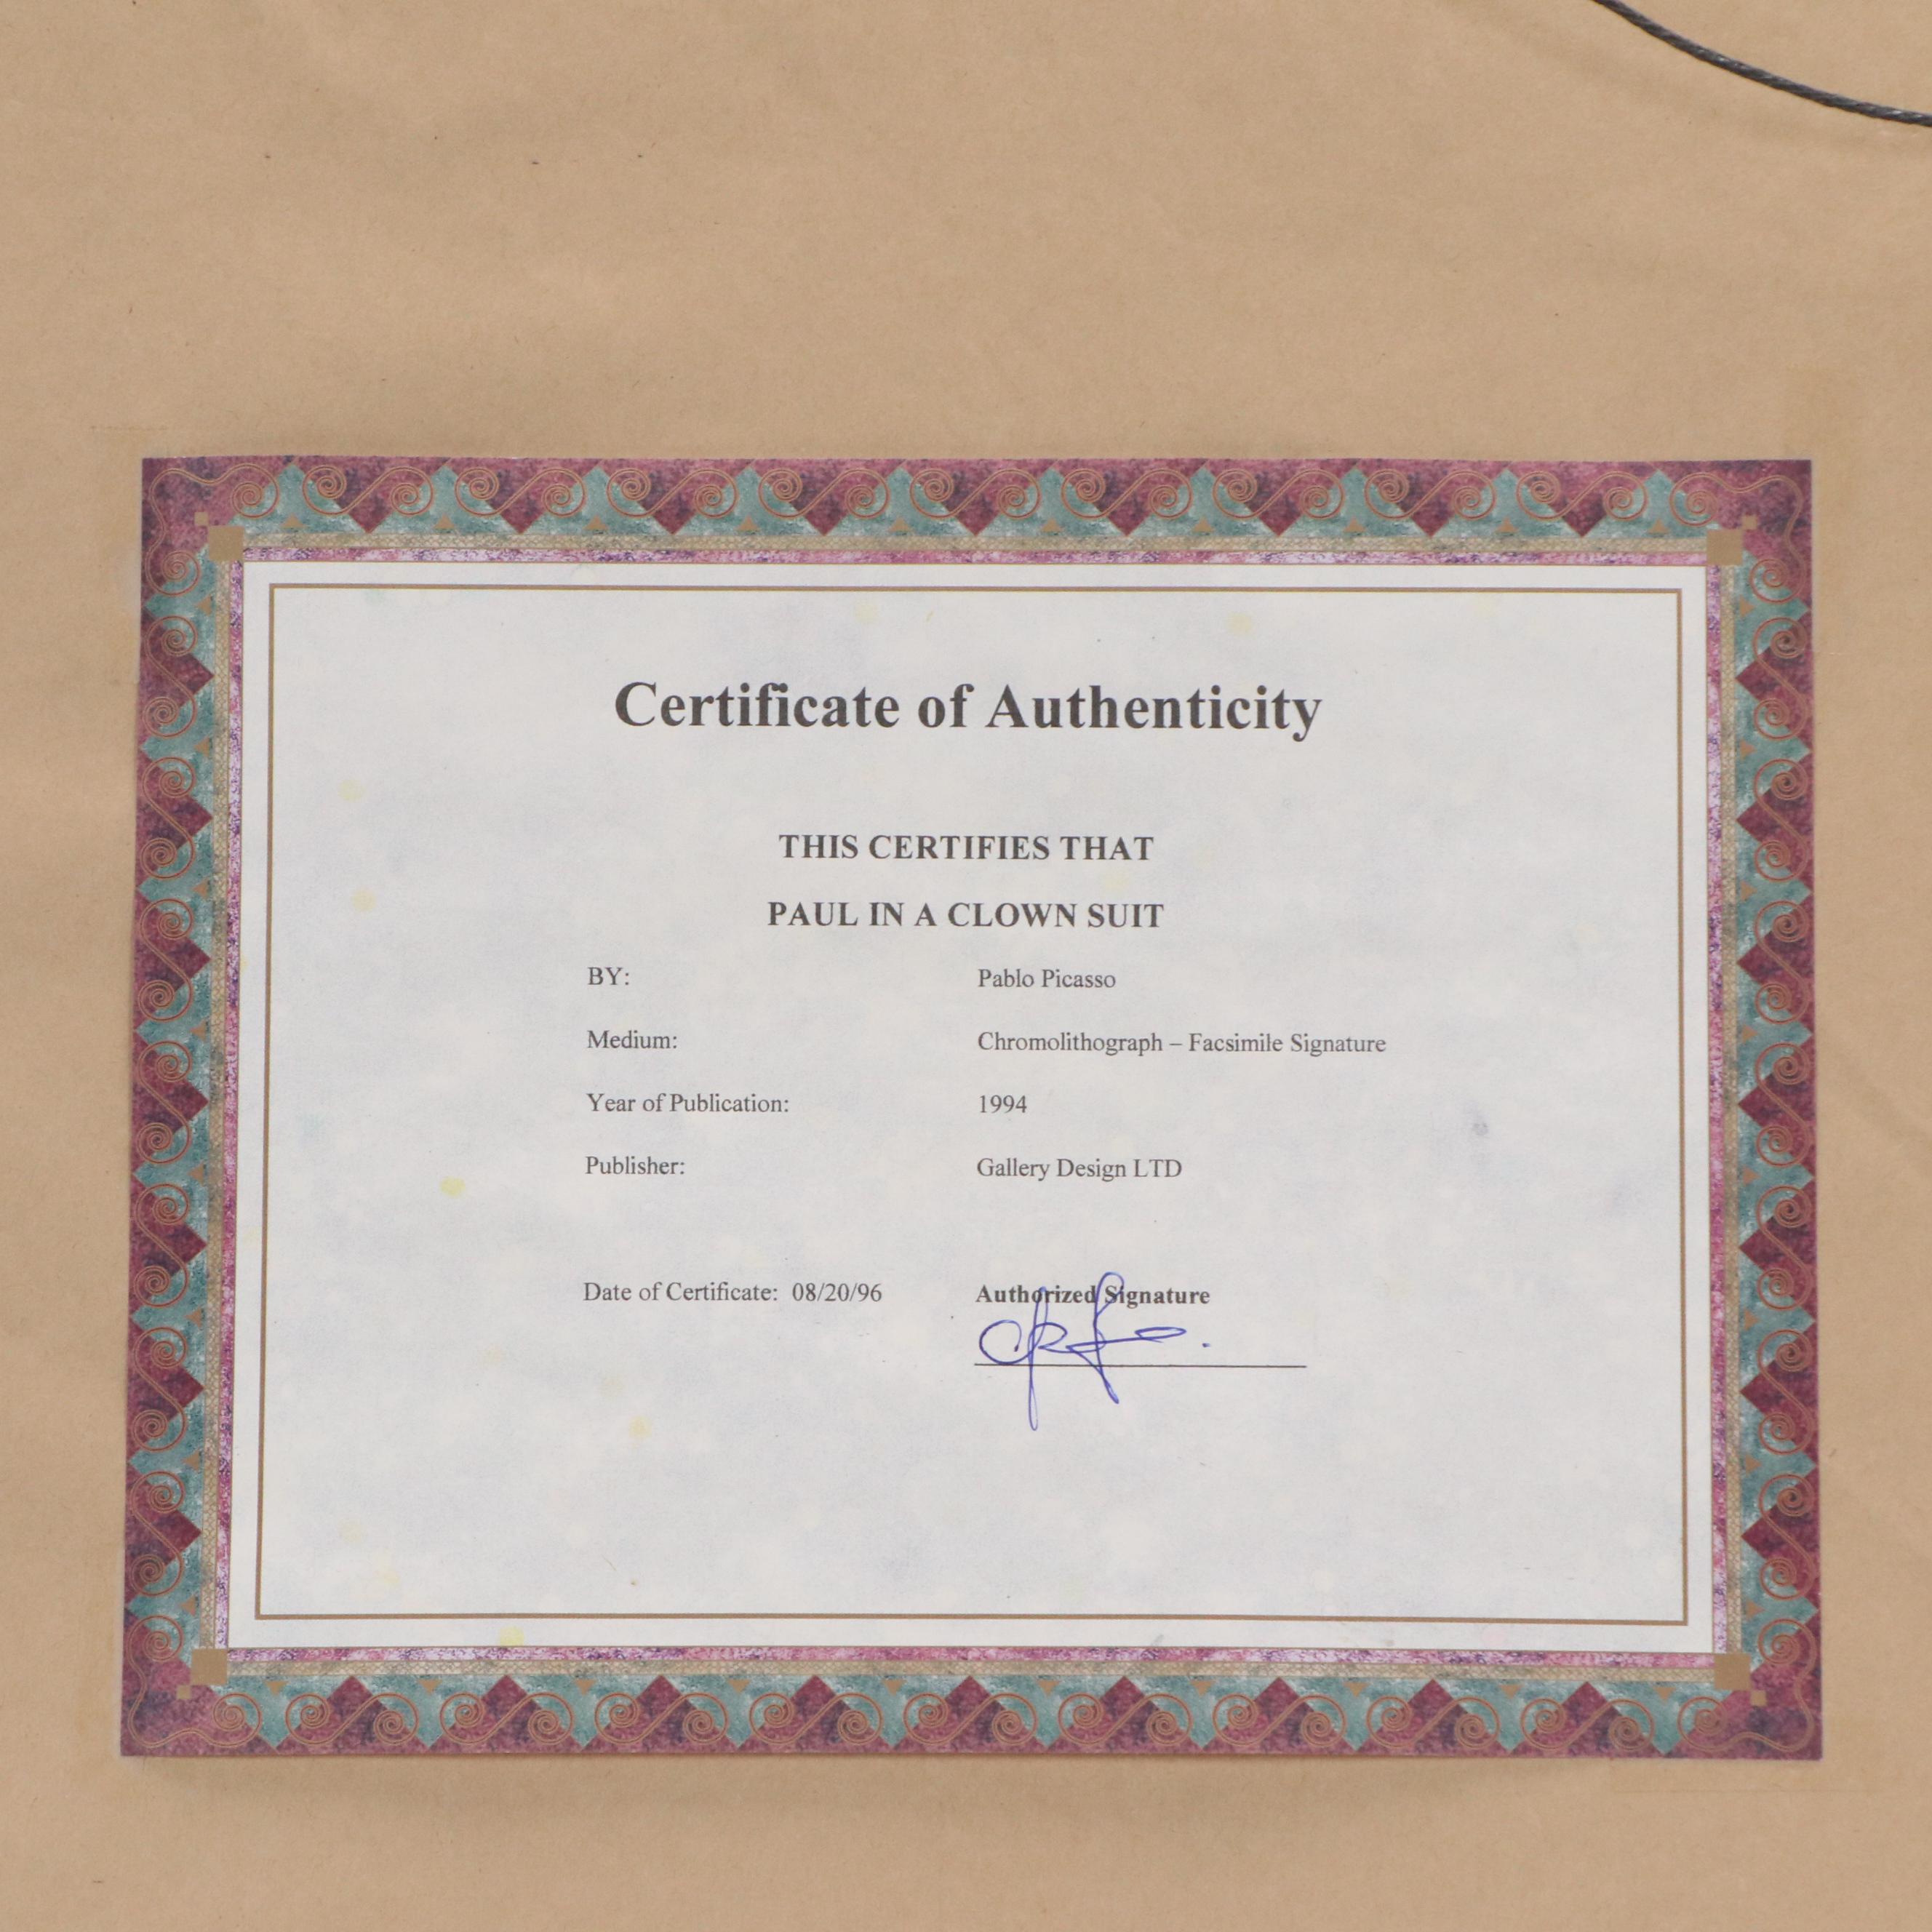 Certificate of Authenticity
THIS CERTIFIES THAT
PAUL IN A CLOWN SUIT
BY: Pablo Picasso
Medium: Chromolithograph – Facsimile Signature
Year of Publication: 1994
Publisher: Gallery Design LTD
Date of Certificate: 08/20/96 Authorized Signature